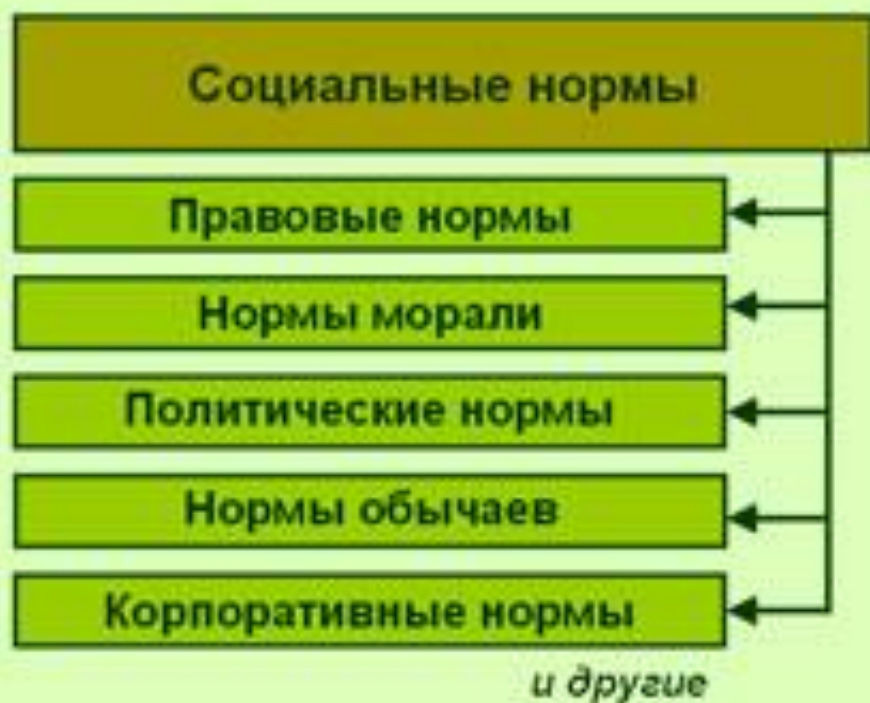 Социальные нормы
Правовые нормы
Нормы морали
Политические нормы
Нормы обычаев
Корпоративные нормы
и другие